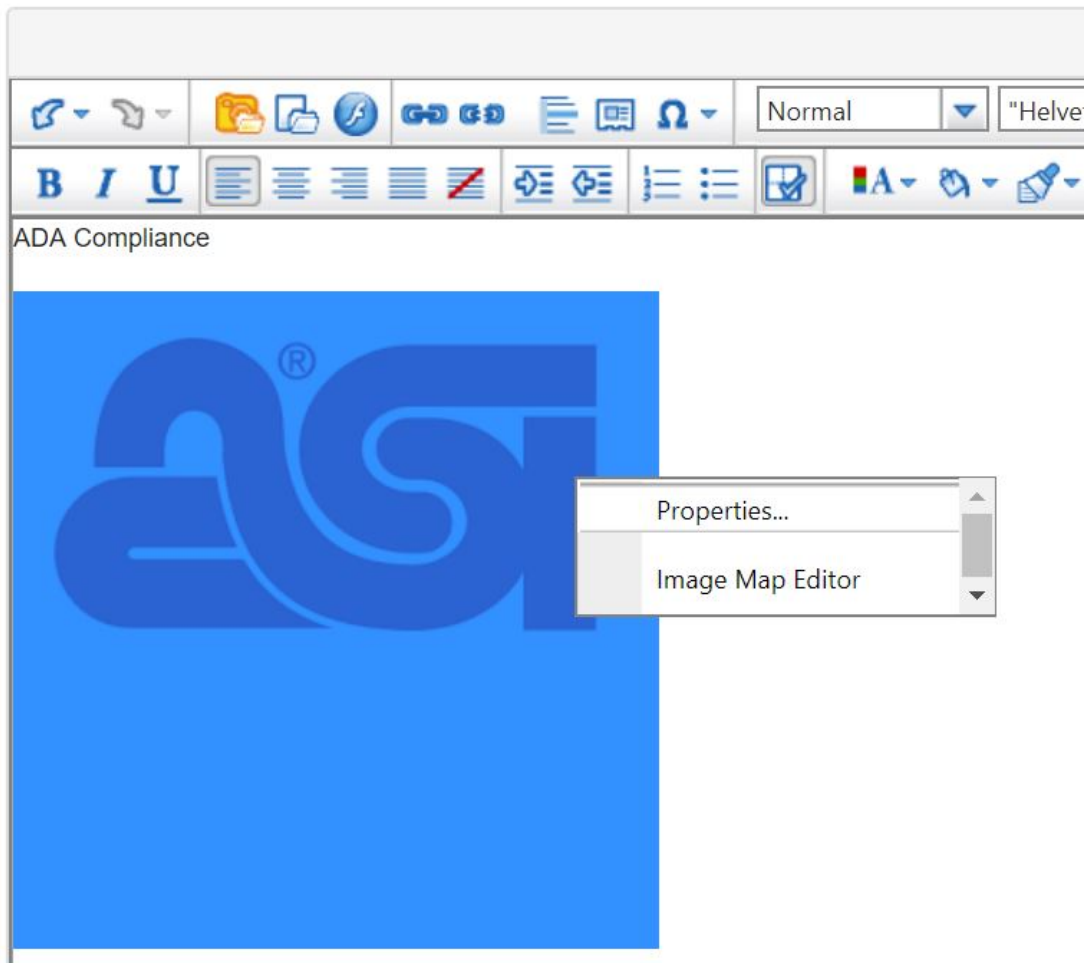 Normal
"Helve
B I U
A
ADA Compliance
®
asi
Properties...
Image Map Editor